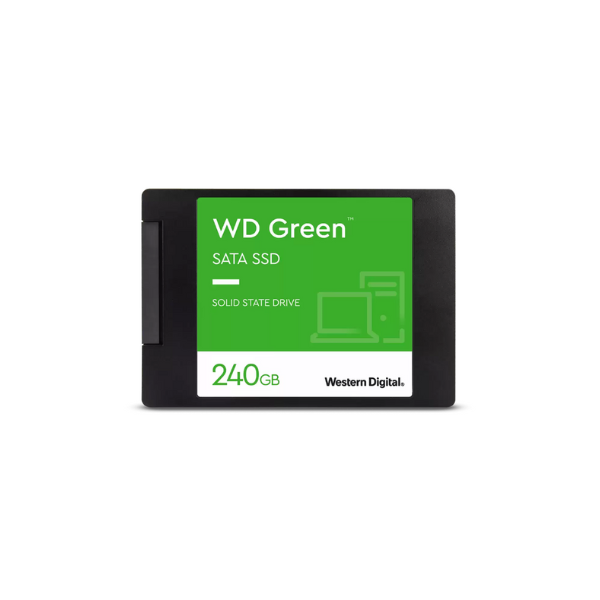 WD Green™
SATA SSD
SOLID STATE DRIVE
240GB
Western Digital®